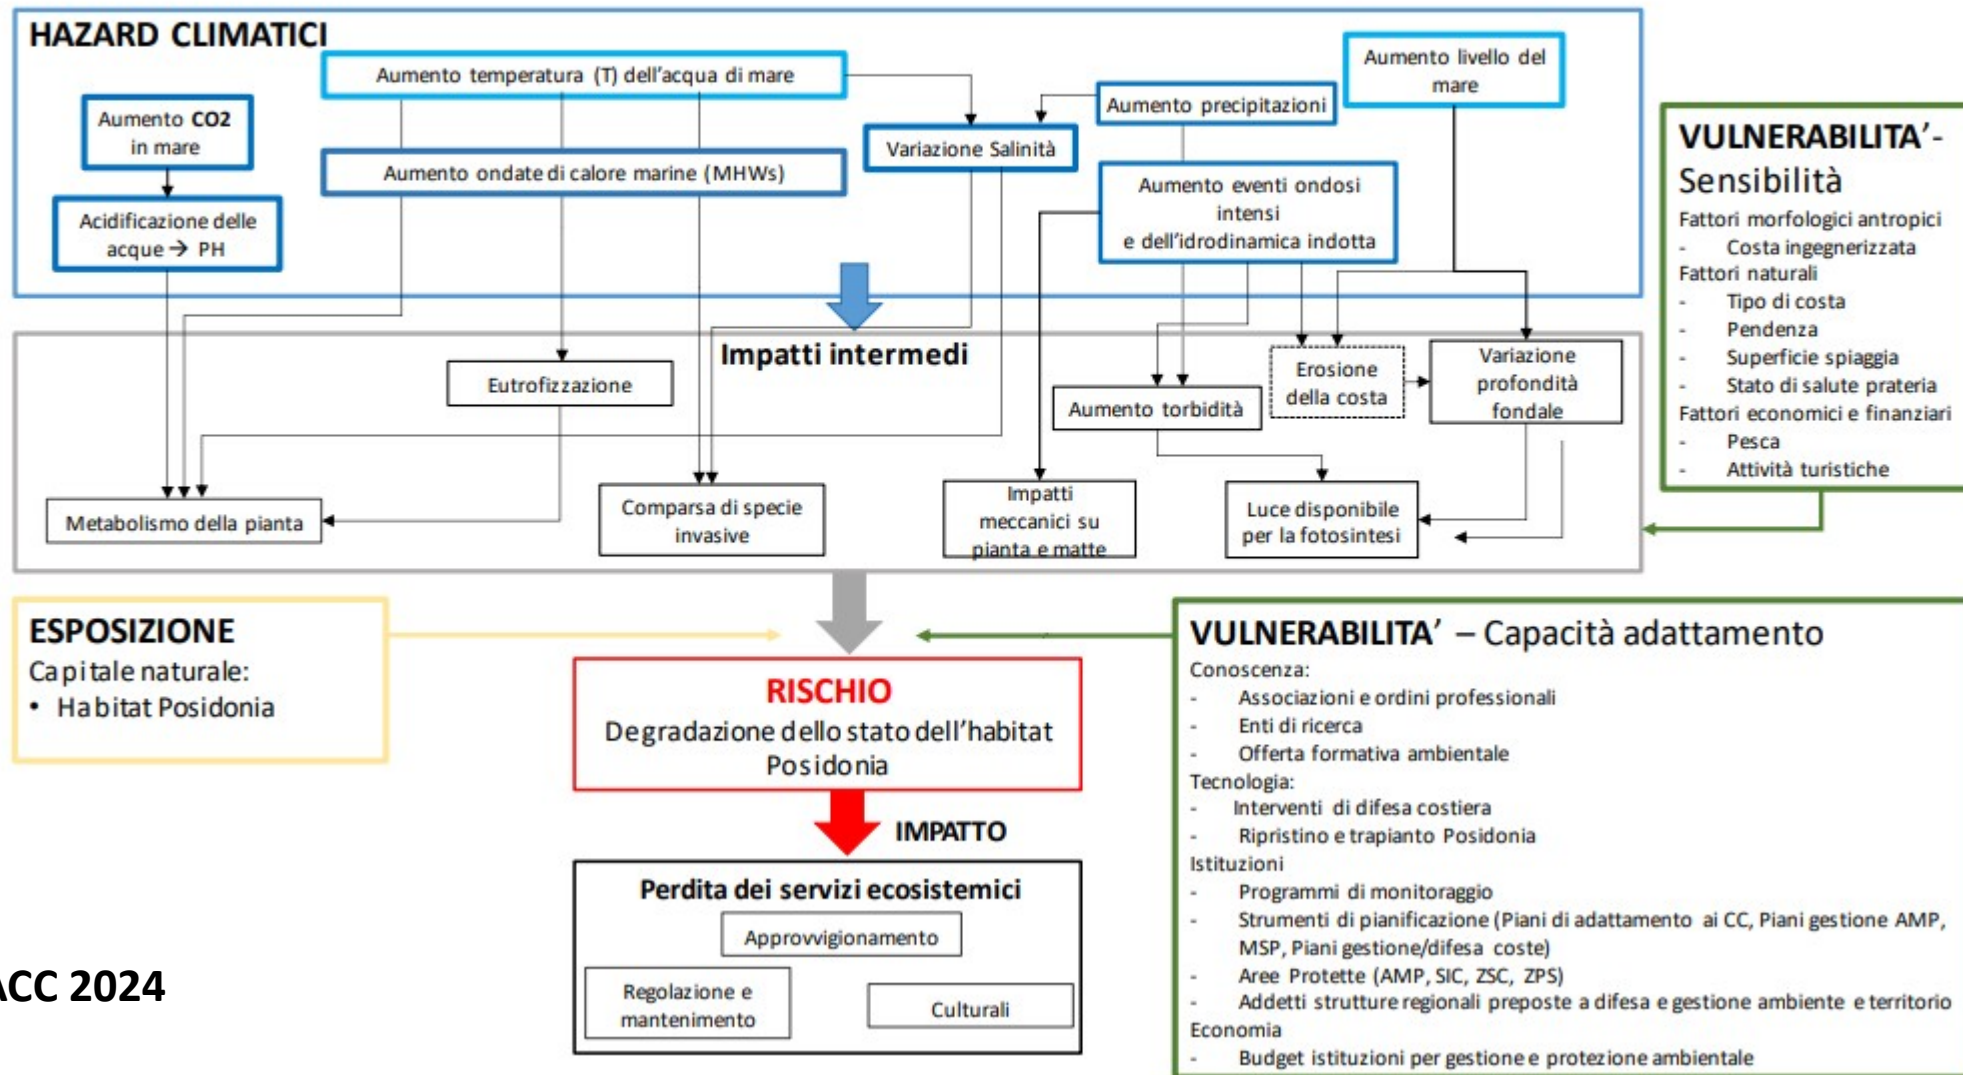 HAZARD CLIMATICI
Aumento temperatura (T) dell'acqua di mare
Aumento livello del
mare
Aumento CO2
in mare
Aumento precipitazioni
Variazione Salinità
Aumento ondate di calore marine (MHWs)
Aumento eventi ondosi
intensi
e dell'idrodinamica indotta
Acidificazione delle
acque → PH
VULNERABILITA'-
Sensibilità
Fattori morfologici antropici
- Costa ingegnerizzata
Fattori naturali
- Tipo di costa
- Pendenza
- Superficie spiaggia
- Stato di salute prateria
Fattori economici e finanziari
- Pesca
- Attività turistiche
Impatti intermedi
Eutrofizzazione
Aumento torbidità
Erosione
della costa
Variazione
profondità
fondale
Metabolismo della pianta
Comparsa di specie
invasive
Impatti
meccanici su
pianta e matte
Luce disponibile
per la fotosintesi
ESPOSIZIONE
Capitale naturale:
• Habitat Posidonia
RISCHIO
Degradazione dello stato dell'habitat
Posidonia
IMPATTO
Perdita dei servizi ecosistemici
Approvvigionamento
Regolazione e
mantenimento
Culturali
VULNERABILITA' – Capacità adattamento
Conoscenza:
- Associazioni e ordini professionali
- Enti di ricerca
- Offerta formativa ambientale
Tecnologia:
- Interventi di difesa costiera
- Ripristino e trapianto Posidonia
Istituzioni
- Programmi di monitoraggio
- Strumenti di pianificazione (Piani di adattamento ai CC, Piani gestione AMP,
MSP, Piani gestione/difesa coste)
- Aree Protette (AMP, SIC, ZSC, ZPS)
- Addetti strutture regionali preposte a difesa e gestione ambiente e territorio
Economia
- Budget istituzioni per gestione e protezione ambientale
ACC 2024